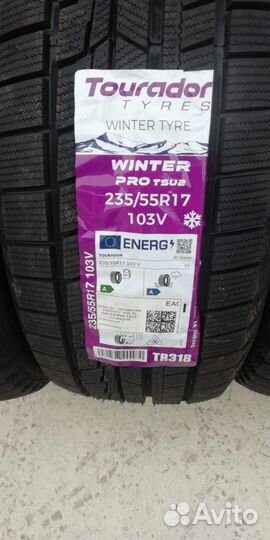 Tourador
TYRES
WINTER TYRE
WINTER
PRO TSU2
235/55R17
103V
ENERG
TOURADOR
235/55R17 103 V
C1
A
A
EAC
235/55R17 103V
TR318
Avito